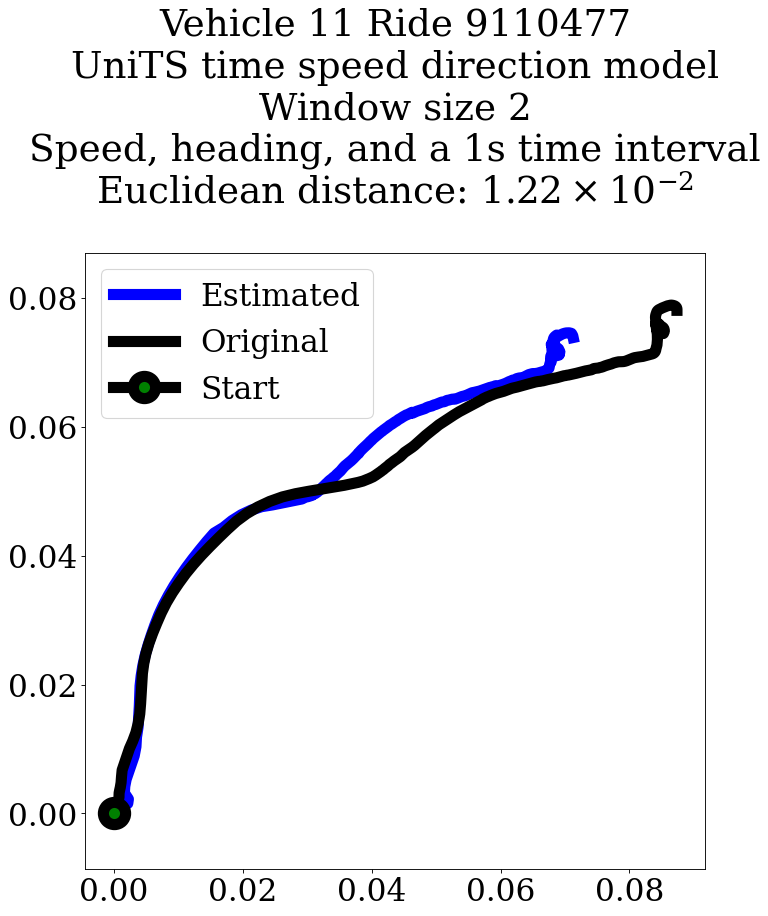 Vehicle 11 Ride 9110477
UniTS time speed direction model
Window size 2
Speed, heading, and a 1s time interval
Euclidean distance: 1.22 × 10⁻²
Estimated
Original
Start
0.08
0.06
0.04
0.02
0.00
0.00 0.02 0.04 0.06 0.08